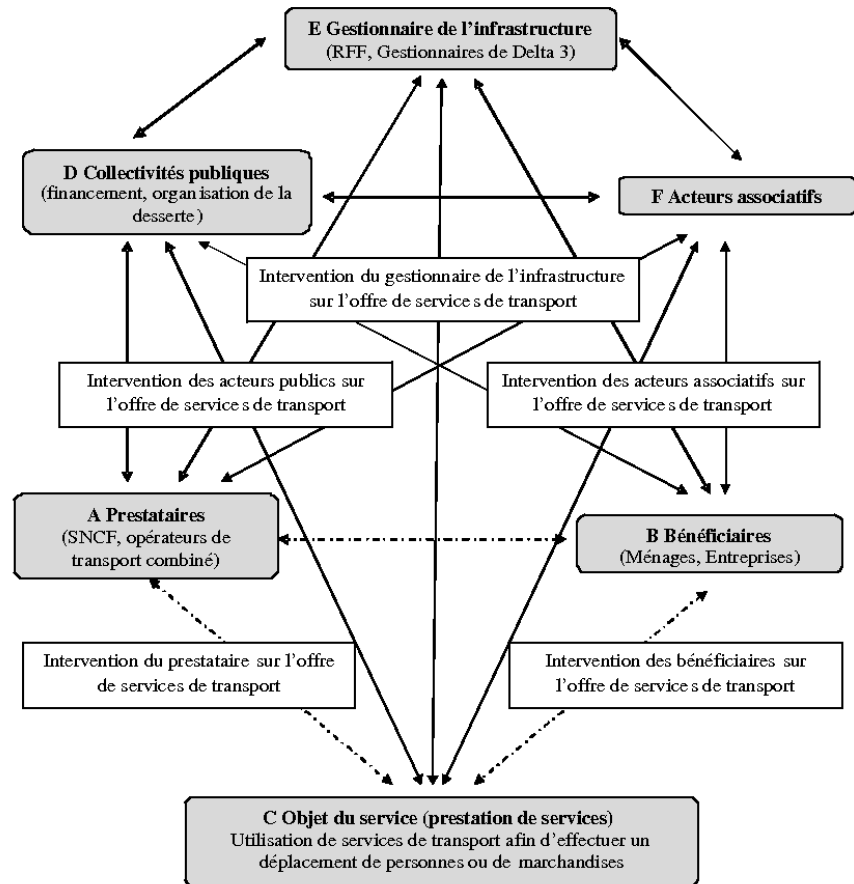 E Gestionnaire de l’infrastructure
(RFF, Gestionnaires de Delta 3)
D Collectivités publiques
(financement, organisation de la
desserte)
F Acteurs associatifs
Intervention du gestionnaire de l’infrastructure
sur l’offre de services de transport
Intervention des acteurs publics sur
l’offre de services de transport
Intervention des acteurs associatifs sur
l’offre de services de transport
A Prestataires
(SNCF, opérateurs de
transport combiné)
B Bénéficiaires
(Ménages, Entreprises)
Intervention du prestataire sur l’offre
de services de transport
Intervention des bénéficiaires sur
l’offre de services de transport
C Objet du service (prestation de services)
Utilisation de services de transport afin d’effectuer un
déplacement de personnes ou de marchandises